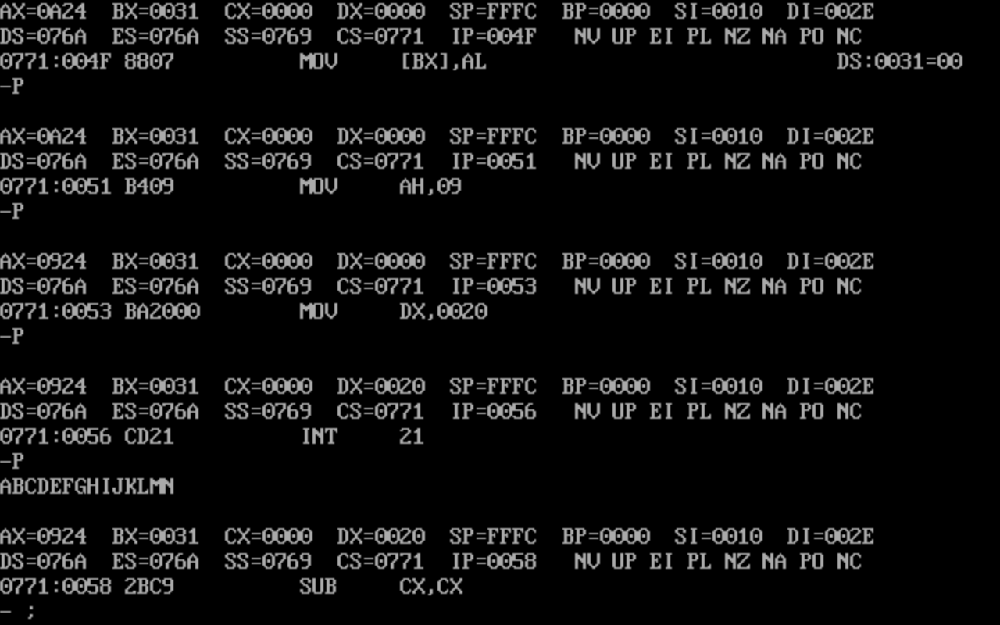 AX=0A24  BX=0031  CX=0000  DX=0000  SP=FFFC  BP=0000  SI=0010  DI=002E
DS=076A  ES=076A  SS=0769  CS=0771  IP=004F   NV UP EI PL NZ NA PO NC
0771:004F 8807          MOV     [BX],AL                            DS:0031=00
-P
AX=0A24  BX=0031  CX=0000  DX=0000  SP=FFFC  BP=0000  SI=0010  DI=002E
DS=076A  ES=076A  SS=0769  CS=0771  IP=0051   NV UP EI PL NZ NA PO NC
0771:0051 B409          MOV     AH,09
-P
AX=0924  BX=0031  CX=0000  DX=0000  SP=FFFC  BP=0000  SI=0010  DI=002E
DS=076A  ES=076A  SS=0769  CS=0771  IP=0053   NV UP EI PL NZ NA PO NC
0771:0053 BA2000        MOV     DX,0020
-P
AX=0924  BX=0031  CX=0000  DX=0020  SP=FFFC  BP=0000  SI=0010  DI=002E
DS=076A  ES=076A  SS=0769  CS=0771  IP=0056   NV UP EI PL NZ NA PO NC
0771:0056 CD21          INT     21
-P
ABCDEFGHIJKLMN
AX=0924  BX=0031  CX=0000  DX=0020  SP=FFFC  BP=0000  SI=0010  DI=002E
DS=076A  ES=076A  SS=0769  CS=0771  IP=0058   NV UP EI PL NZ NA PO NC
0771:0058 2BC9          SUB     CX,CX
- ;